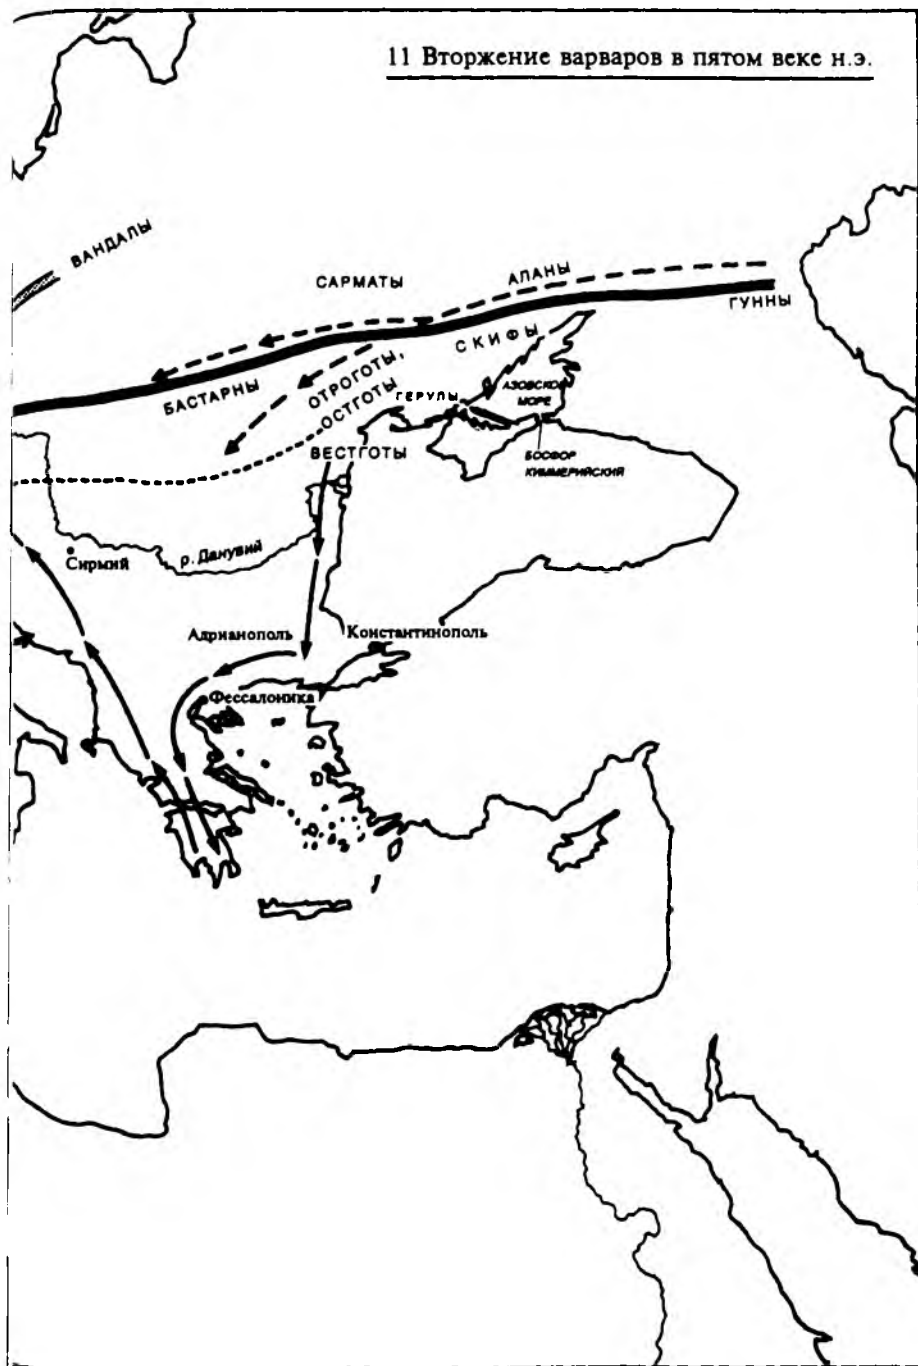 11 Вторжение варваров в пятом веке н.э.
ВАНДАЛЫ
САРМАТЫ
АЛАНЫ
ГУННЫ
СКИФЫ
БАСТАРНЫ
ОТРОГОТЫ,
ОСТГОТЫ
ГЕРУЛЫ
АЗОВСКОЕ
МОРЕ
ВЕСТГОТЫ
БОСФОР
КИММЕРИЙСКИЙ
Сирмий
р. Данувий
Адрианополь
Константинополь
Фессалоника